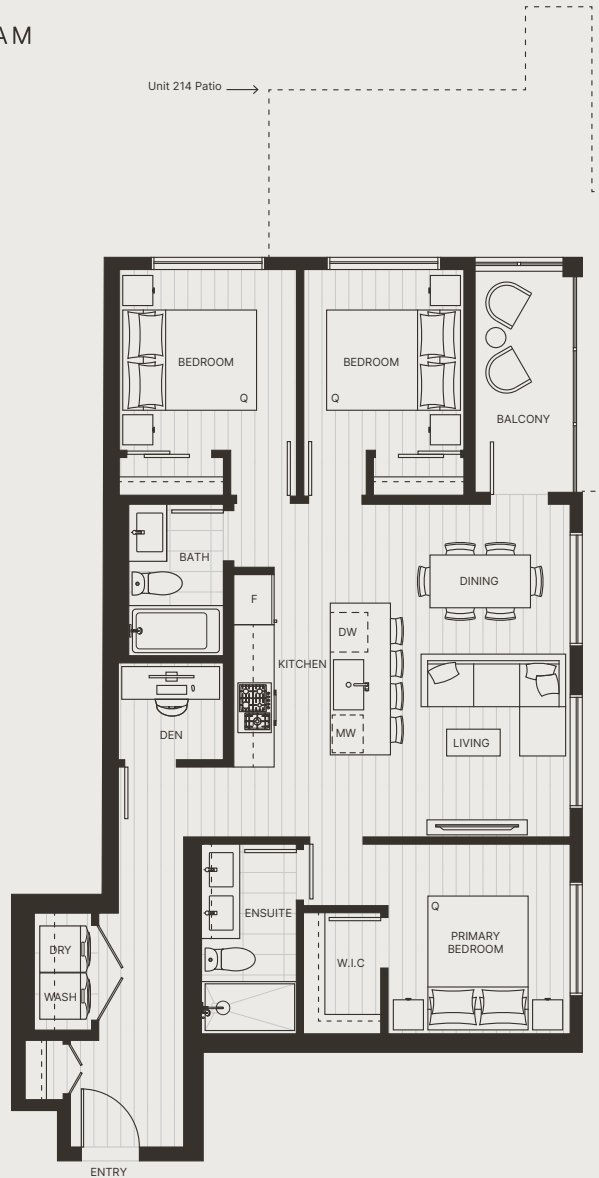 AM
Unit 214 Patio
BEDROOM
BEDROOM
Q
Q
BALCONY
BATH
DINING
F
DW
KITCHEN
MW
DEN
LIVING
ENSUITE
Q
PRIMARY
BEDROOM
W.I.C
DRY
WASH
ENTRY